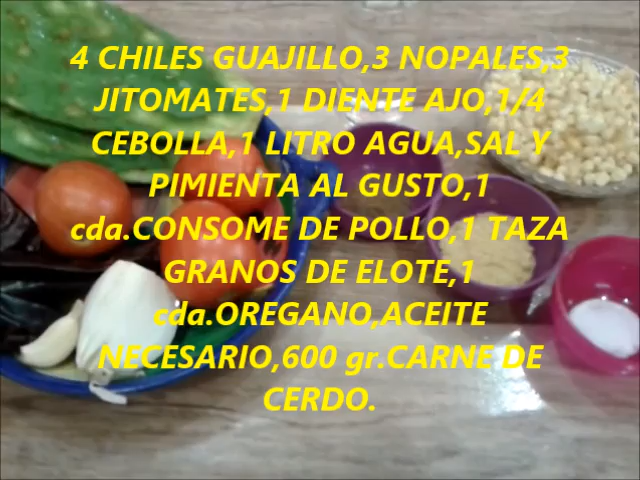 4 CHILES GUAJILLO,3 NOPALES,3
JITOMATES,1 DIENTE AJO,1/4
CEBOLLA,1 LITRO AGUA,SAL Y
PIMIENTA AL GUSTO,1
cda.CONSOME DE POLLO,1 TAZA
GRANOS DE ELOTE,1
cda.OREGANO,ACEITE
NECESARIO,600 gr.CARNE DE
CERDO.